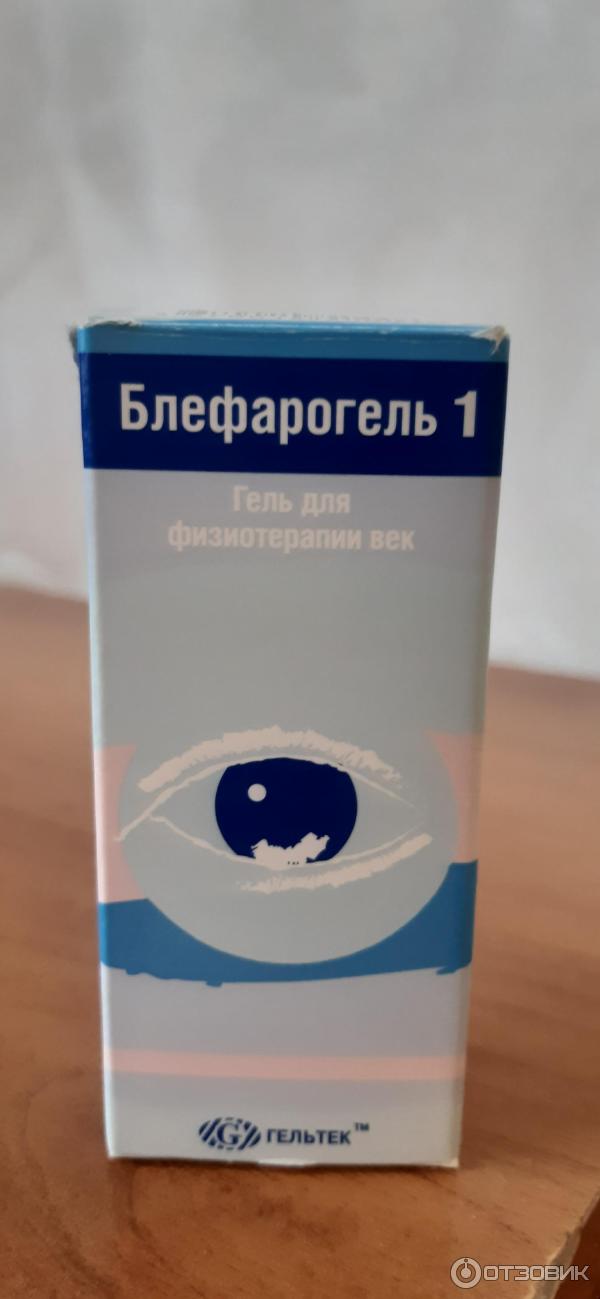 Блефарогель 1
Гель для
физиотерапии век
G ГЕЛЬТЕК™
ОТЗОВИК